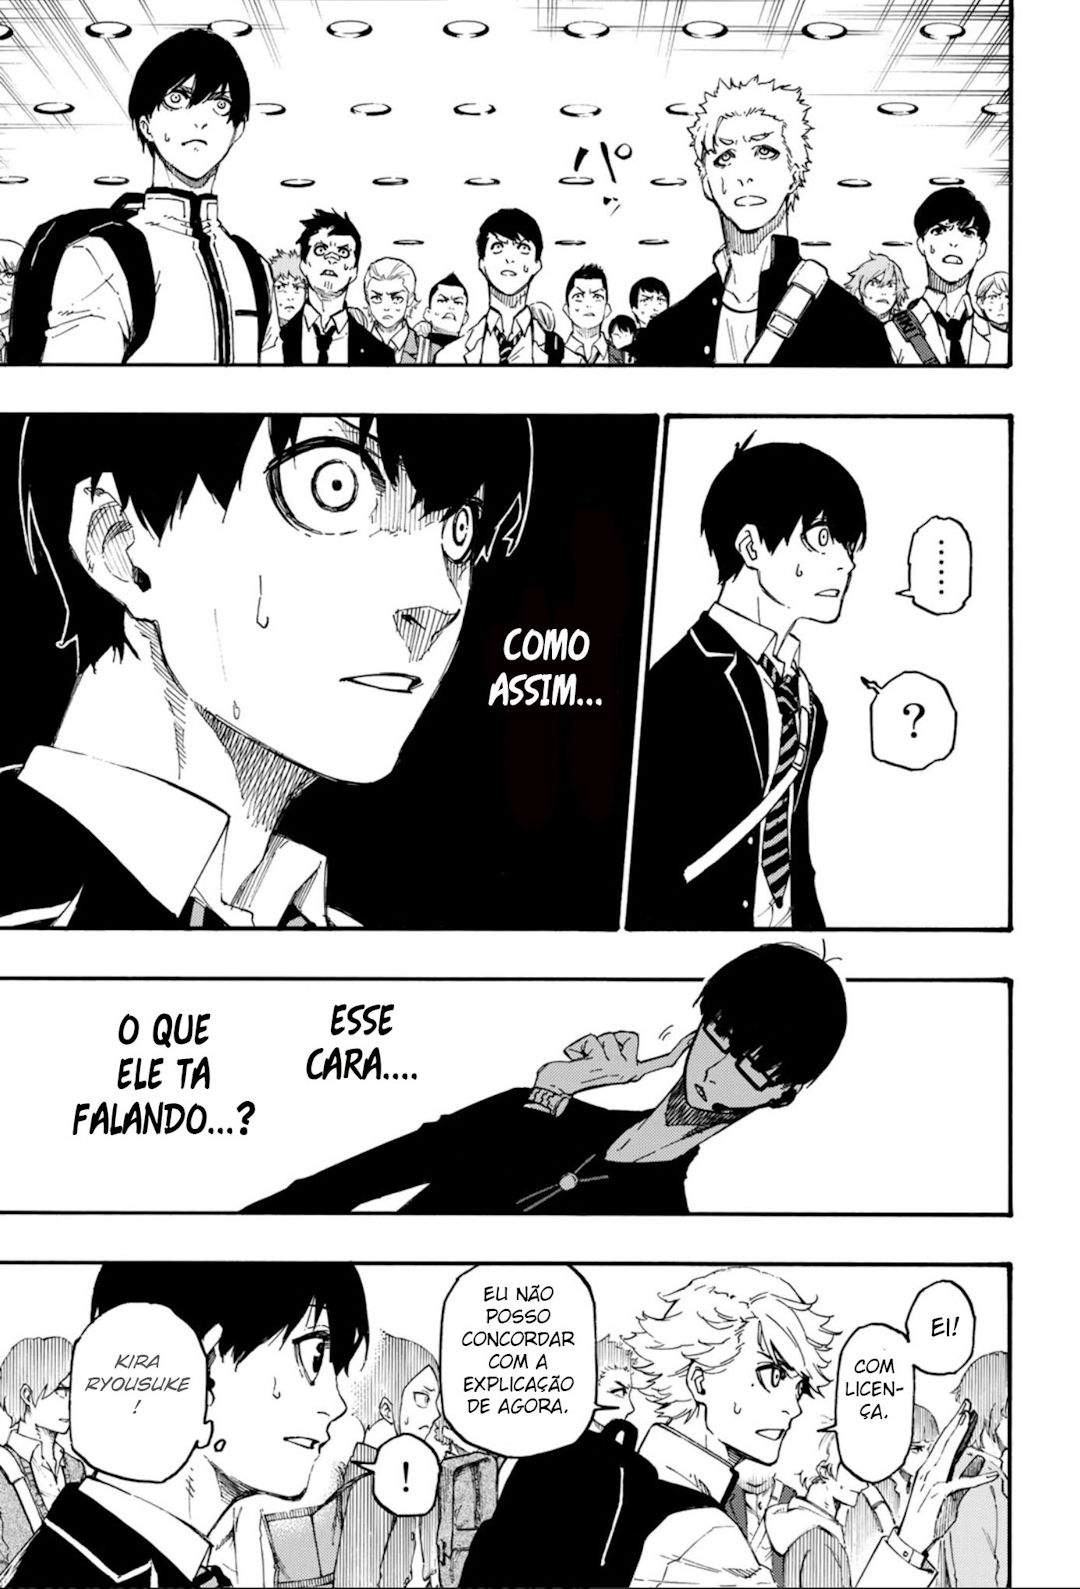 パッ
……
?
COMO
ASSIM...
ESSE
CARA....
O QUE
ELE TA
FALANDO...?
EI!
COM
LICEN-
ÇA.
EU NÃO
POSSO
CONCORDAR
COM A
EXPLICAÇÃO
DE AGORA.
!
KIRA
RYOUSUKE
!